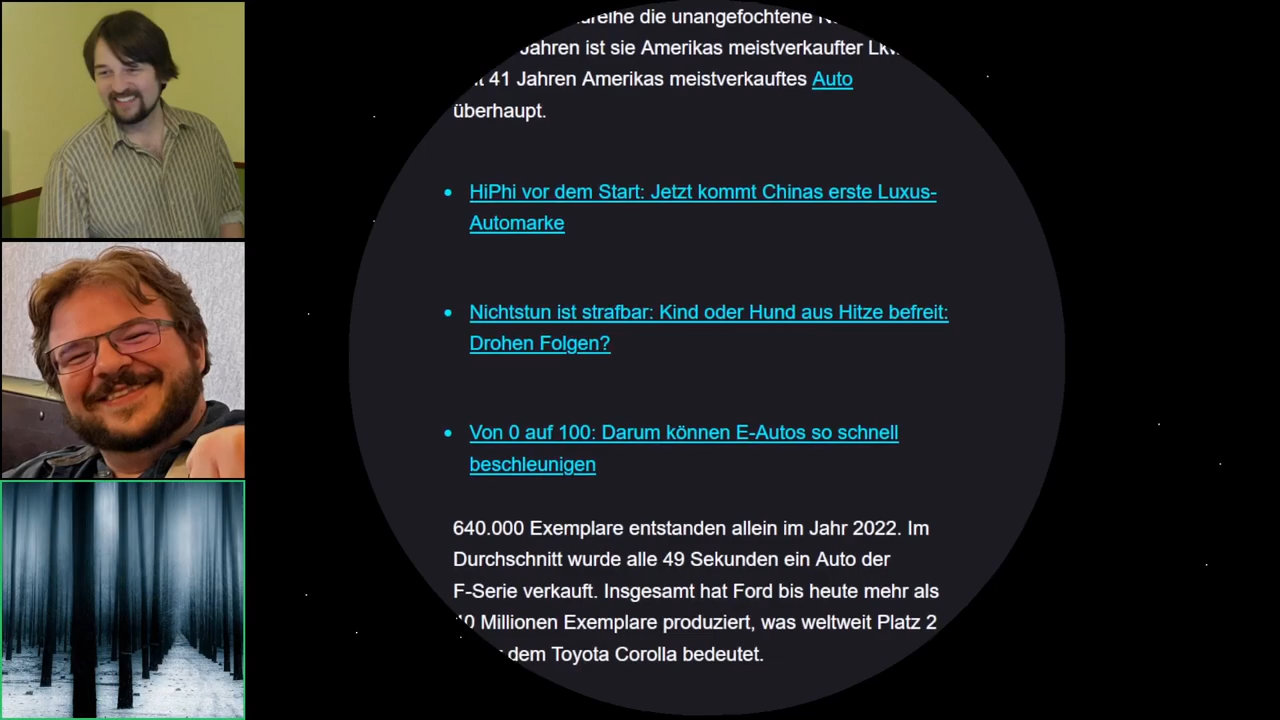 die unangefochtene
Jahren ist sie Amerikas meistverkaufter
41 Jahren Amerikas meistverkauftes Auto
überhaupt.
HiPhi vor dem Start: Jetzt kommt Chinas erste Luxus-
Automarke
Nichtstun ist strafbar: Kind oder Hund aus Hitze befreit:
Drohen Folgen?
Von 0 auf 100: Darum können E-Autos so schnell
beschleunigen
640.000 Exemplare entstanden allein im Jahr 2022. Im
Durchschnitt wurde alle 49 Sekunden ein Auto der
F-Serie verkauft. Insgesamt hat Ford bis heute mehr als
Millionen Exemplare produziert, was weltweit Platz 2
dem Toyota Corolla bedeutet.